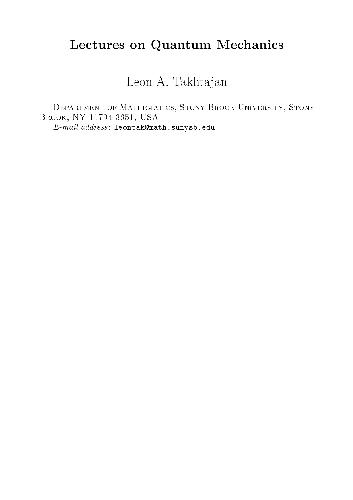 Lectures on Quantum Mechanics
Leon A. Takhtajan
Department of Mathematics, Stony Brook University, Stony
Brook, NY 11794-3651, USA
E-mail address: leontak@math.sunysb.edu